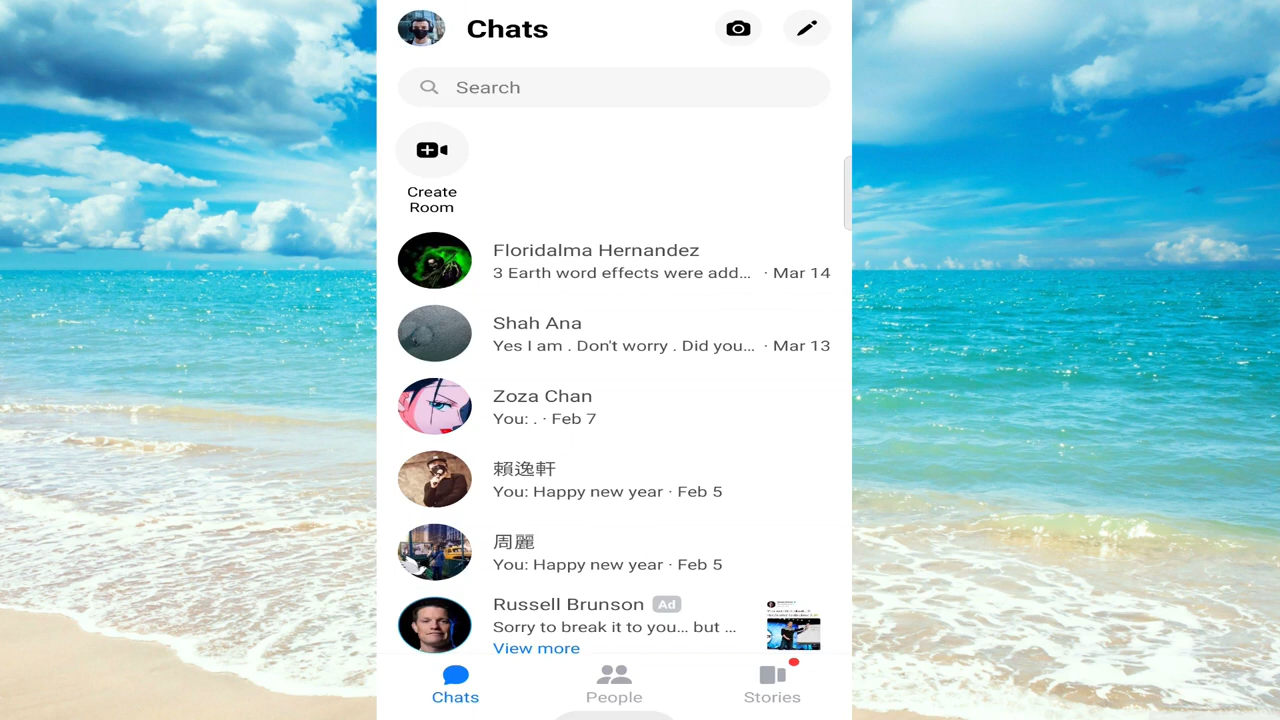 Chats
Search
Create
Room
Floridalma Hernandez
3 Earth word effects were add... · Mar 14
Shah Ana
Yes I am . Don't worry . Did you... · Mar 13
Zoza Chan
You: . · Feb 7
賴逸軒
You: Happy new year · Feb 5
周麗
You: Happy new year · Feb 5
Russell Brunson Ad
Sorry to break it to you... but ...
View more
Chats
People
Stories